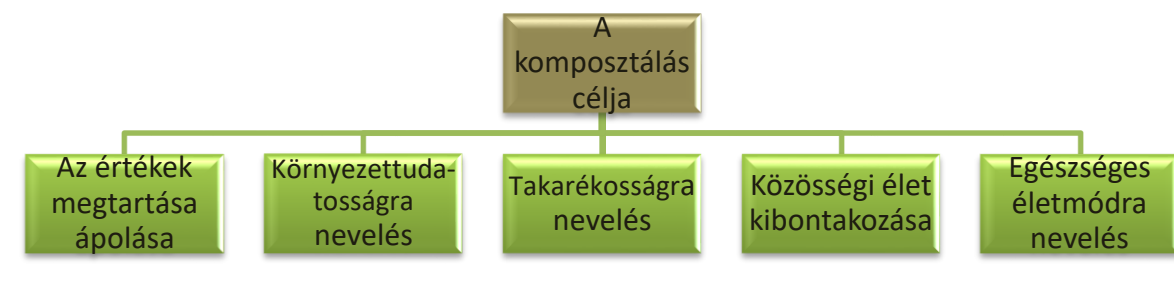 A
komposztálás
célja
Az értékek
megtartása
ápolása
Környezettuda-
tosságra
nevelés
Takarékosságra
nevelés
Közösségi élet
kibontakozása
Egészséges
életmódra
nevelés